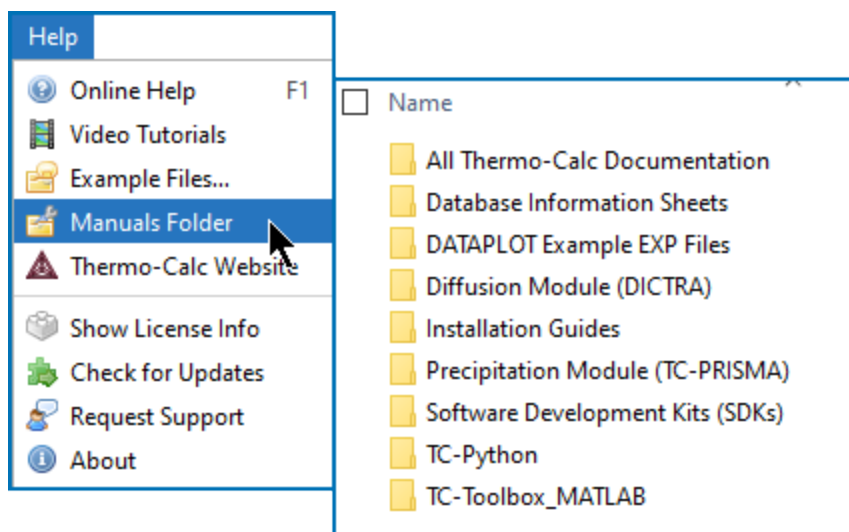 Help
Online Help F1
Video Tutorials
Example Files...
Manuals Folder
Thermo-Calc Website
Show License Info
Check for Updates
Request Support
About
Name
All Thermo-Calc Documentation
Database Information Sheets
DATAPLOT Example EXP Files
Diffusion Module (DICTRA)
Installation Guides
Precipitation Module (TC-PRISMA)
Software Development Kits (SDKs)
TC-Python
TC-Toolbox_MATLAB